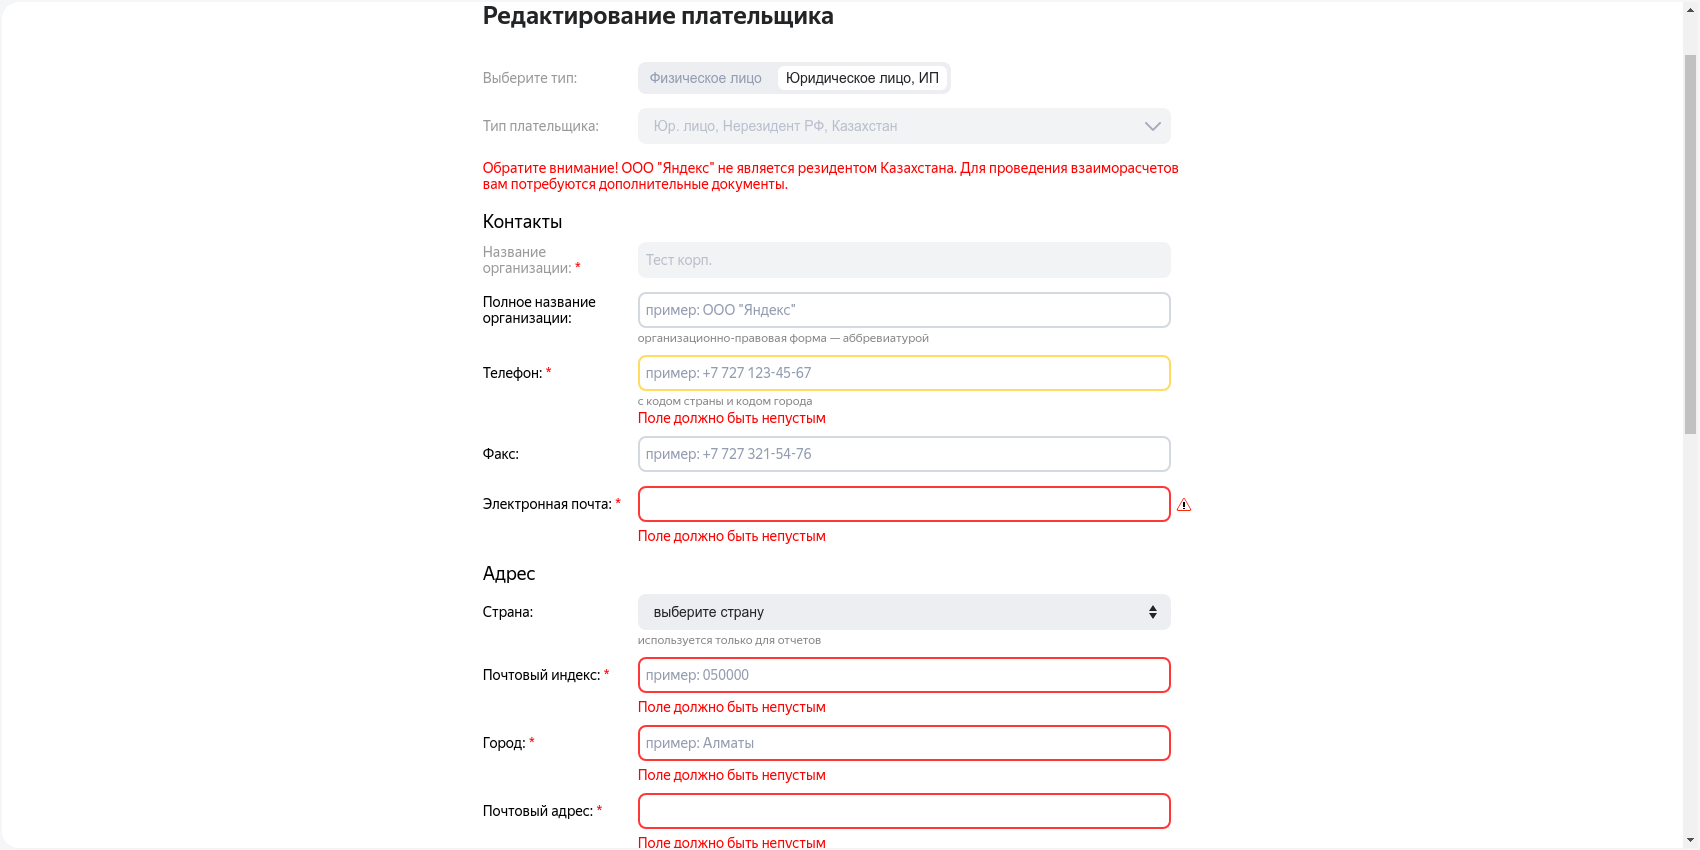 Редактирование плательщика
Выберите тип:
Физическое лицо
Юридическое лицо, ИП
Тип плательщика:
Юр. лицо, Нерезидент РФ, Казахстан
Обратите внимание! ООО "Яндекс" не является резидентом Казахстана. Для проведения взаиморасчетов
вам потребуются дополнительные документы.
Контакты
Название
организации: *
Тест корп.
Полное название
организации:
пример: ООО "Яндекс"
организационно-правовая форма — аббревиатурой
Телефон: *
пример: +7 727 123-45-67
с кодом страны и кодом города
Поле должно быть непустым
Факс:
пример: +7 727 321-54-76
Электронная почта: *
Поле должно быть непустым
Адрес
Страна:
выберите страну
используется только для отчетов
Почтовый индекс: *
пример: 050000
Поле должно быть непустым
Город: *
пример: Алматы
Поле должно быть непустым
Почтовый адрес: *
Поле должно быть непустым